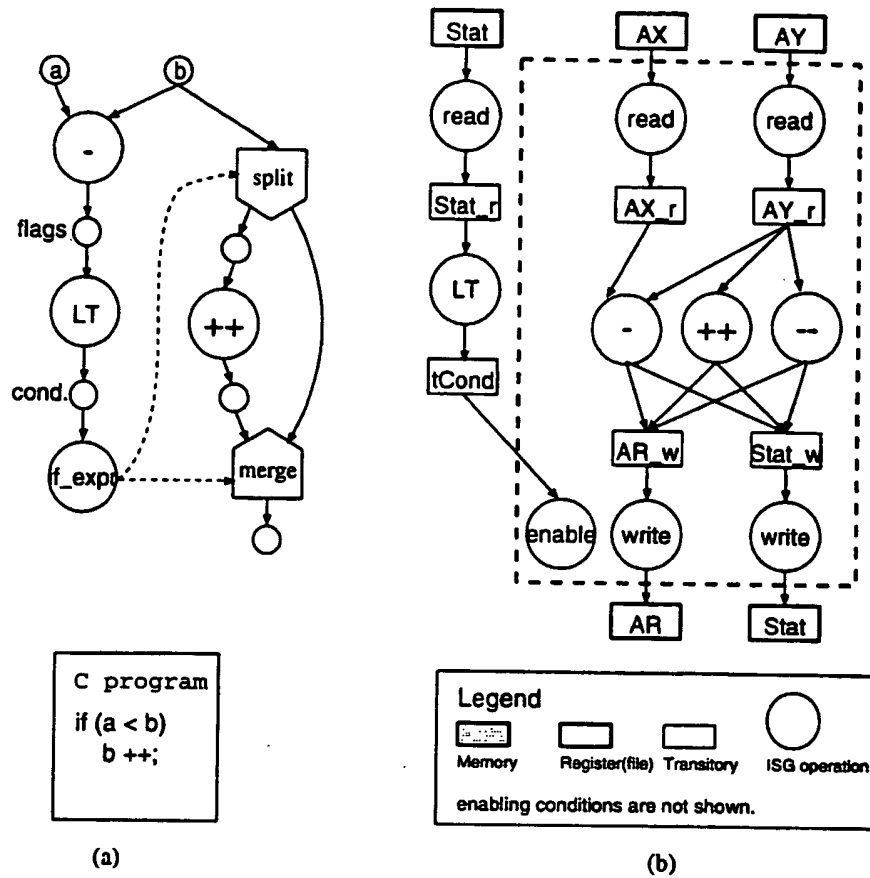 a
b
-
split
flags
LT
++
cond.
if_expr
merge
C program
if (a < b)
b ++;
(a)
Stat
AX
AY
read
read
read
Stat_r
AX_r
AY_r
LT
-
++
--
tCond
AR_w
Stat_w
enable
write
write
AR
Stat
Legend
Memory
Register(file)
Transitory
ISG operation
enabling conditions are not shown.
(b)